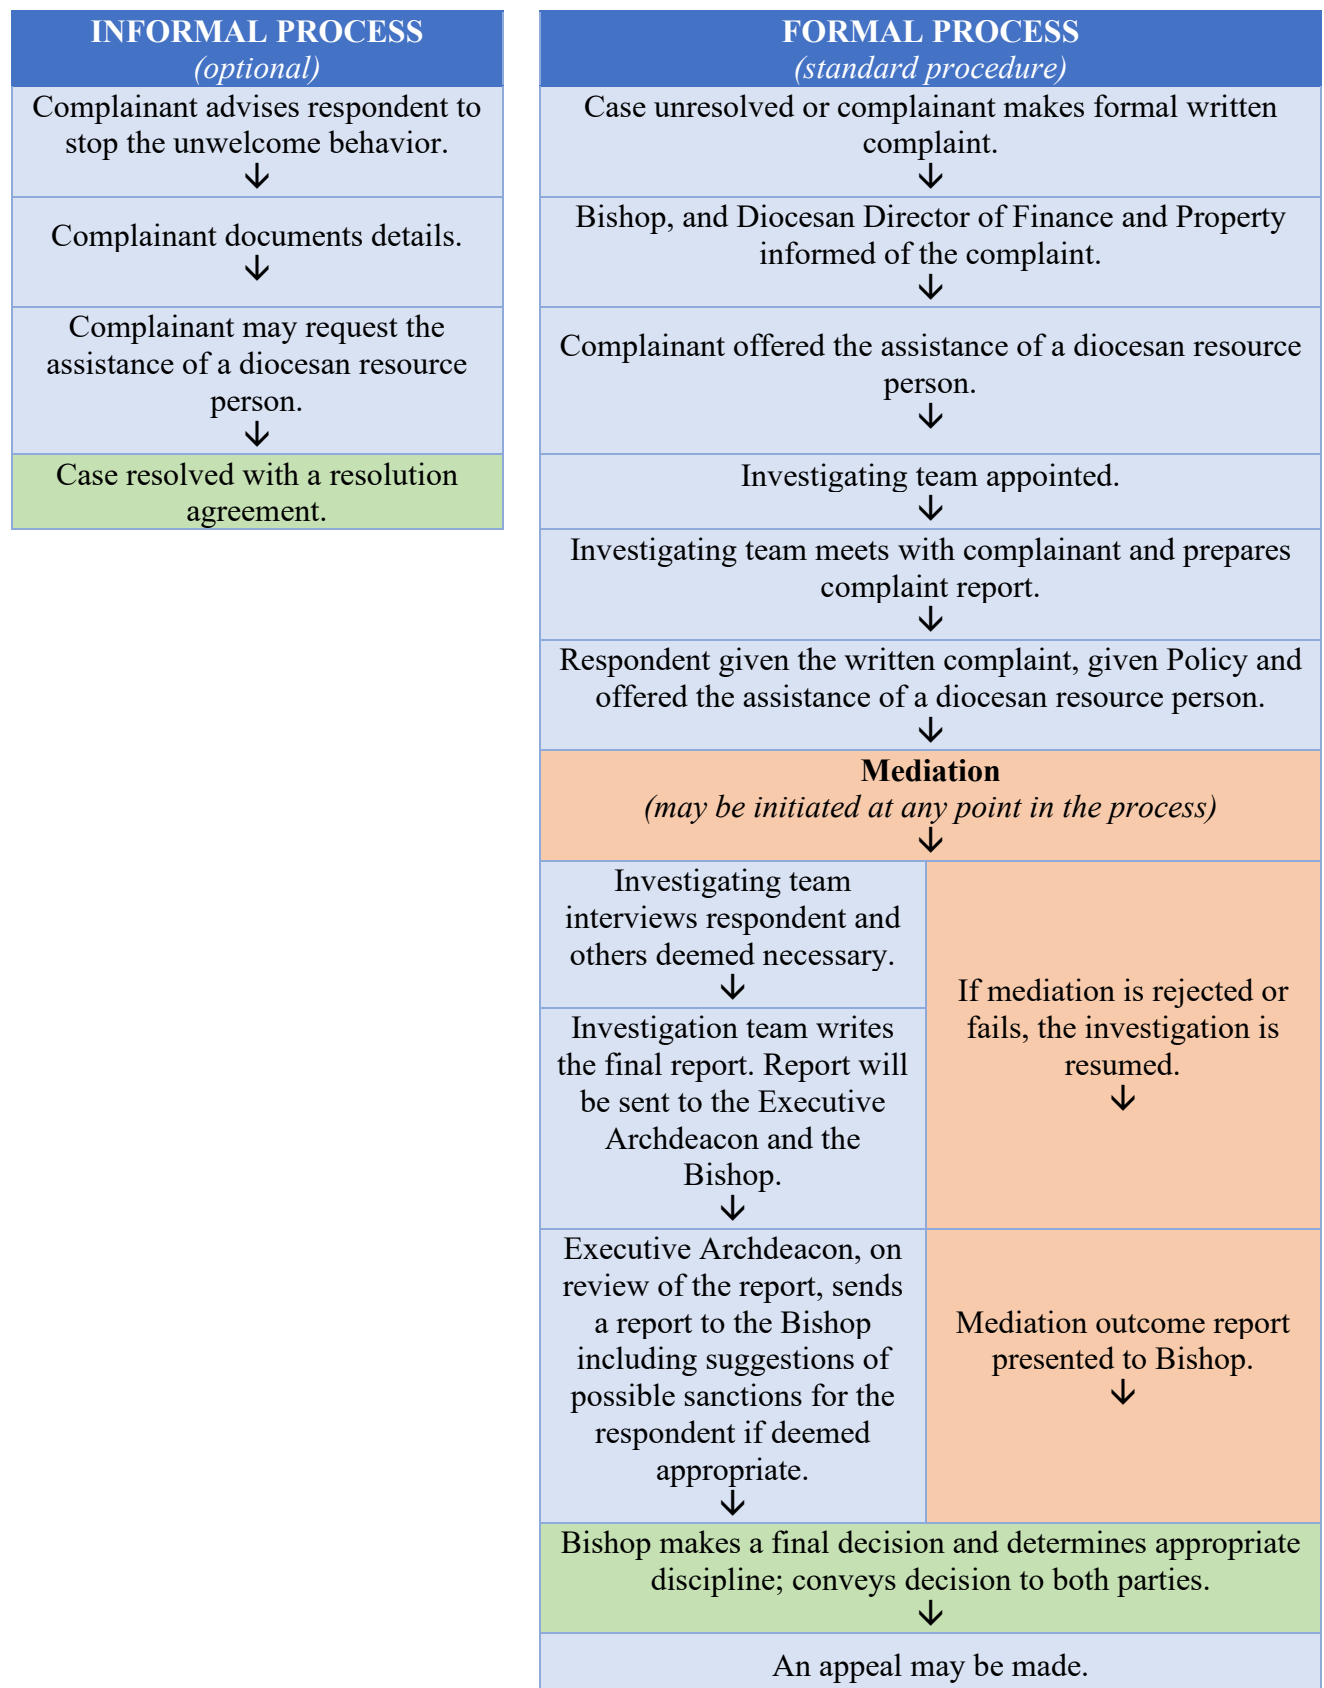 INFORMAL PROCESS
(optional)
Complainant advises respondent to
stop the unwelcome behavior.
↓
Complainant documents details.
↓
Complainant may request the
assistance of a diocesan resource
person.
↓
Case resolved with a resolution
agreement.
FORMAL PROCESS
(standard procedure)
Case unresolved or complainant makes formal written
complaint.
↓
Bishop, and Diocesan Director of Finance and Property
informed of the complaint.
↓
Complainant offered the assistance of a diocesan resource
person.
↓
Investigating team appointed.
↓
Investigating team meets with complainant and prepares
complaint report.
↓
Respondent given the written complaint, given Policy and
offered the assistance of a diocesan resource person.
↓
Mediation
(may be initiated at any point in the process)
↓
Investigating team
interviews respondent and
others deemed necessary.
↓
Investigation team writes
the final report. Report will
be sent to the Executive
Archdeacon and the
Bishop.
↓
Executive Archdeacon, on
review of the report, sends
a report to the Bishop
including suggestions of
possible sanctions for the
respondent if deemed
appropriate.
↓
If mediation is rejected or
fails, the investigation is
resumed.
↓
Mediation outcome report
presented to Bishop.
↓
Bishop makes a final decision and determines appropriate
discipline; conveys decision to both parties.
↓
An appeal may be made.